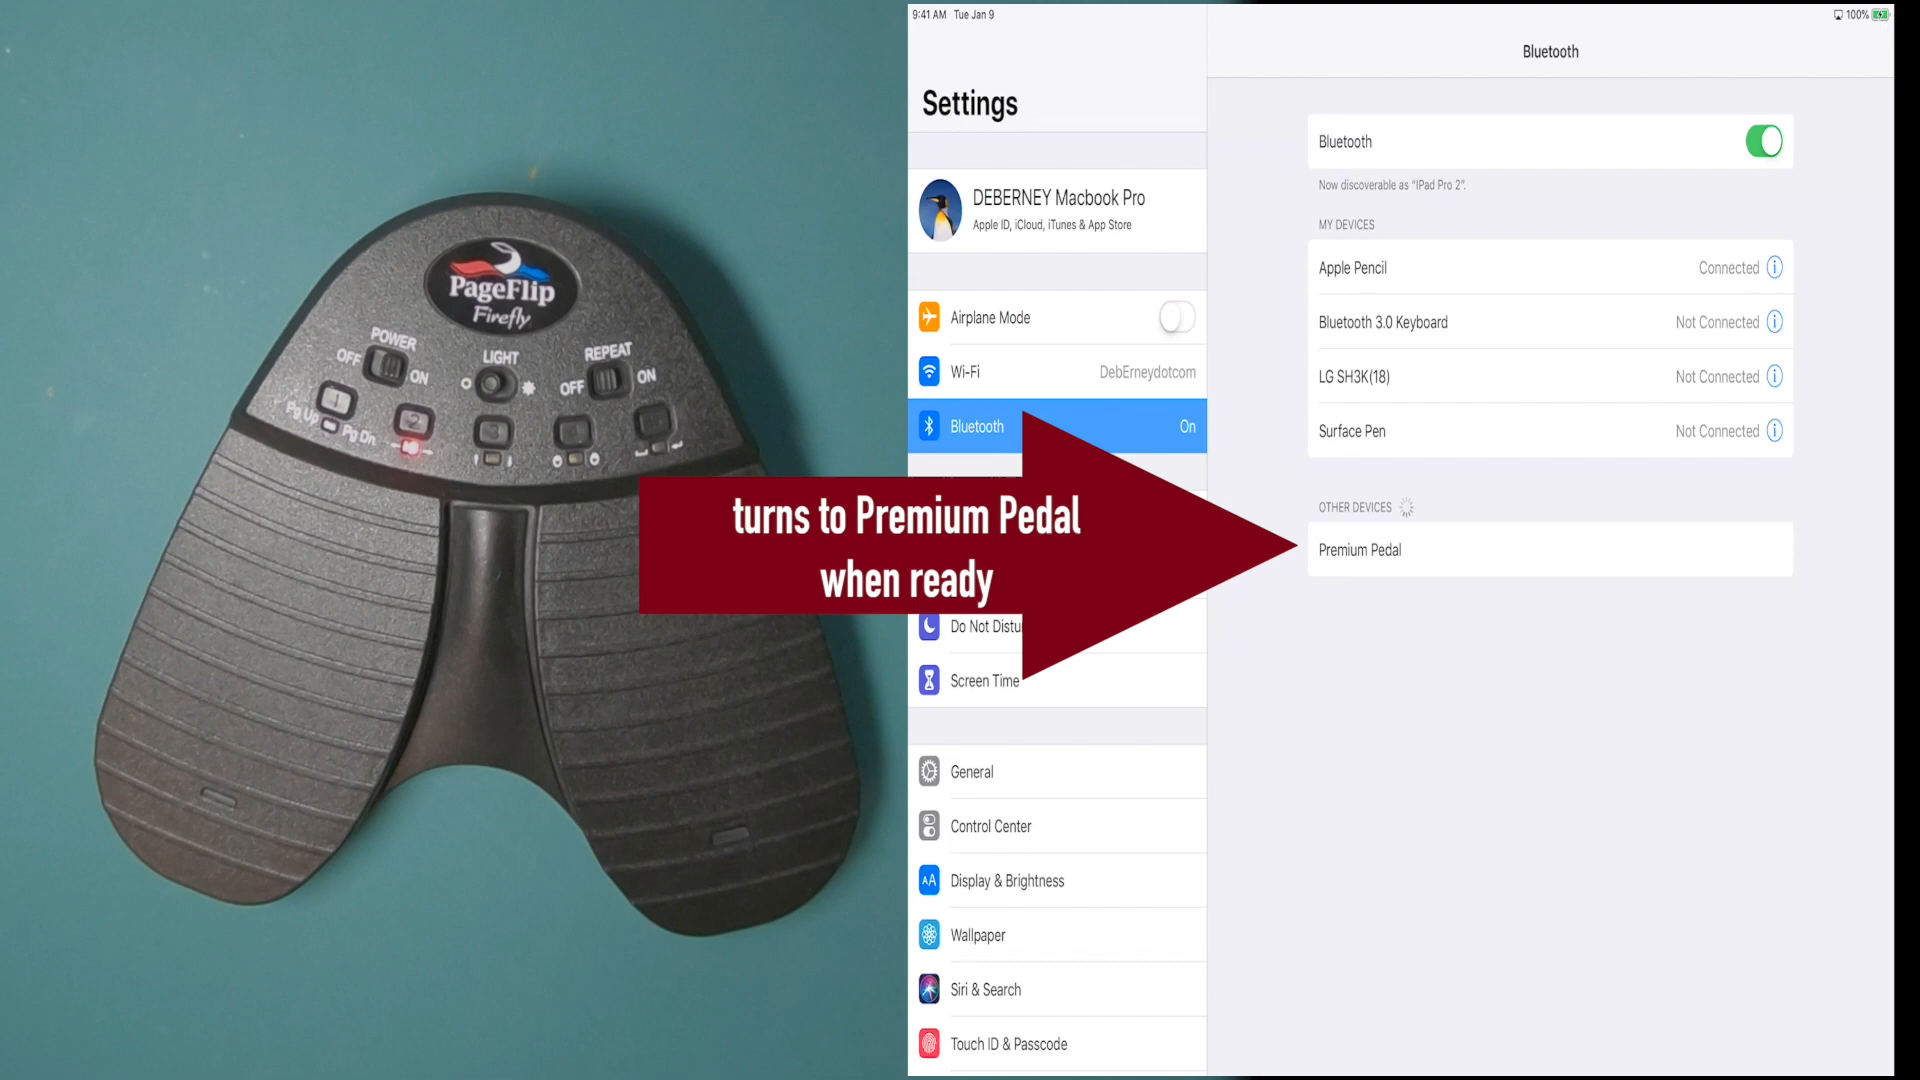 PageFlip
Firefly
POWER
OFF
ON
LIGHT
REPEAT
OFF
ON
1
2
3
Pg Up
Pg Dn
turns to Premium Pedal
when ready
9:41 AM Tue Jan 9
100%
Settings
DEBERNEY Macbook Pro
Apple ID, iCloud, iTunes & App Store
Airplane Mode
Wi-Fi
DebErneydotcom
Bluetooth
On
Do Not Distu
Screen Time
General
Control Center
AA
Display & Brightness
Wallpaper
Siri & Search
Touch ID & Passcode
Bluetooth
Bluetooth
Now discoverable as “IPad Pro 2”.
MY DEVICES
Apple Pencil
Connected
Bluetooth 3.0 Keyboard
Not Connected
LG SH3K(18)
Not Connected
Surface Pen
Not Connected
OTHER DEVICES
Premium Pedal